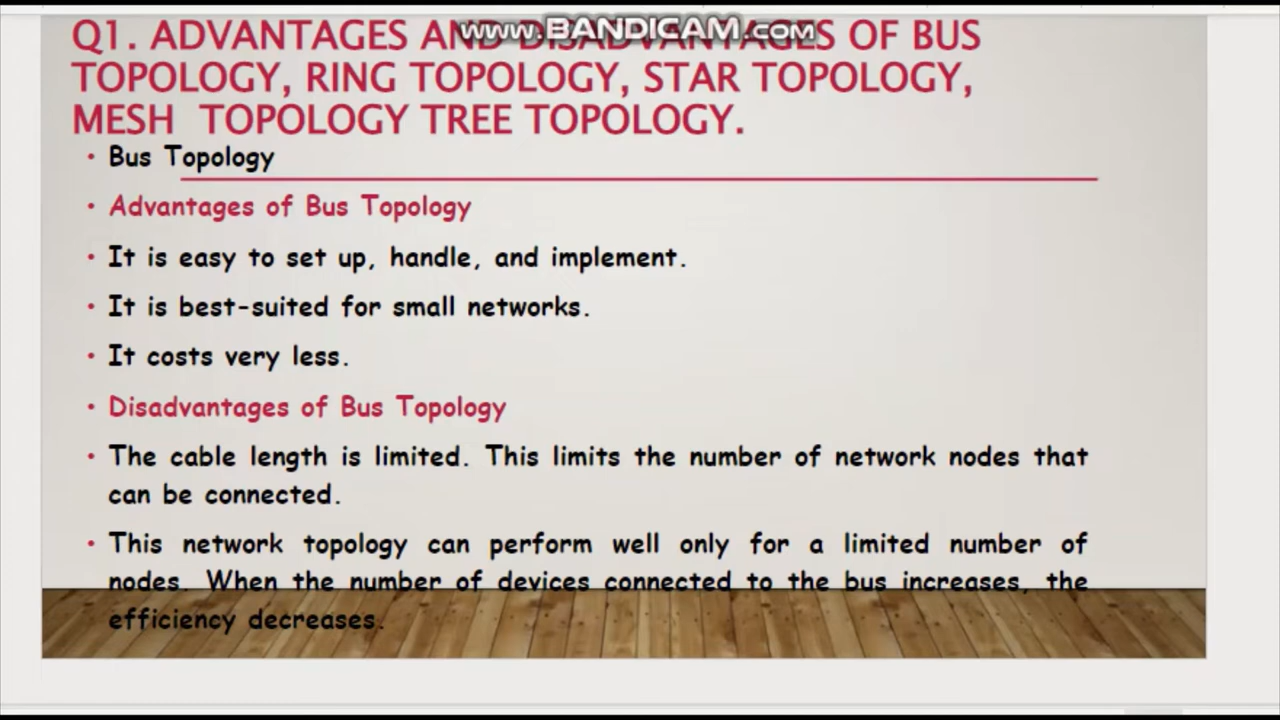 www.BANDICAM.com
Q1. ADVANTAGES AND DISADVANTAGES OF BUS
TOPOLOGY, RING TOPOLOGY, STAR TOPOLOGY,
MESH TOPOLOGY TREE TOPOLOGY.
• Bus Topology
• Advantages of Bus Topology
• It is easy to set up, handle, and implement.
• It is best-suited for small networks.
• It costs very less.
• Disadvantages of Bus Topology
• The cable length is limited. This limits the number of network nodes that
can be connected.
• This network topology can perform well only for a limited number of
nodes. When the number of devices connected to the bus increases, the
efficiency decreases.